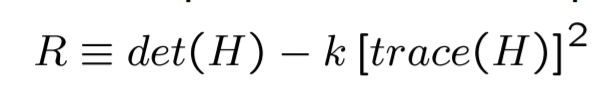 R ≡ det(H) − k [trace(H)]²